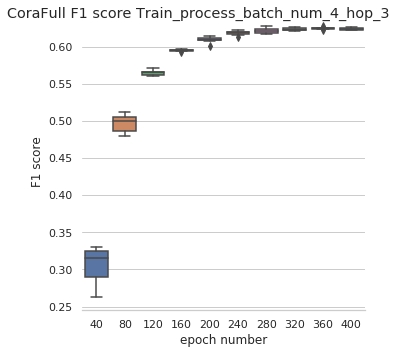 CoraFull F1 score Train_process_batch_num_4_hop_3
0.60
0.55
0.50
0.45
0.40
0.35
0.30
0.25
F1 score
40 80 120 160 200 240 280 320 360 400
epoch number